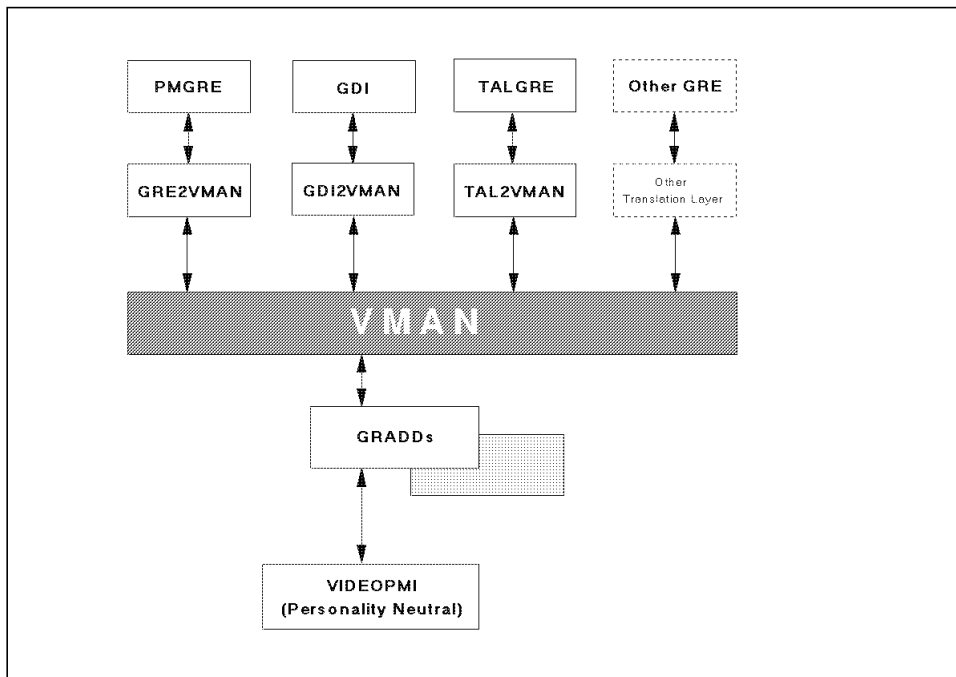 PMGRE
GDI
TALGRE
Other GRE
GRE2VMAN
GDI2VMAN
TAL2VMAN
Other
Translation Layer
VMAN
GRADDs
VIDEOPMI
(Personality Neutral)